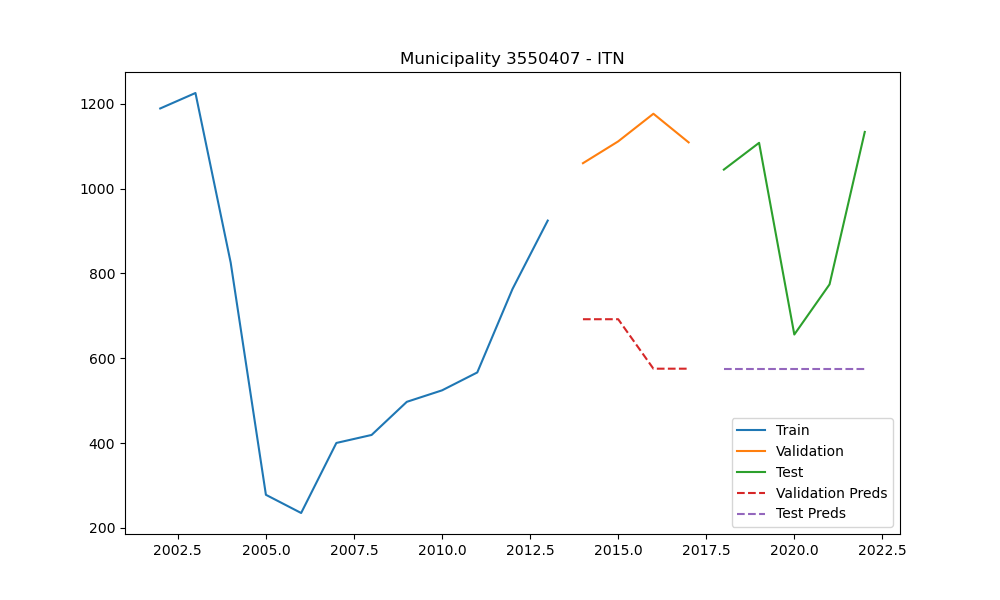 Municipality 3550407 - ITN
1200
1000
800
600
400
200
Train
Validation
Test
Validation Preds
Test Preds
2002.5 2005.0 2007.5 2010.0 2012.5 2015.0 2017.5 2020.0 2022.5